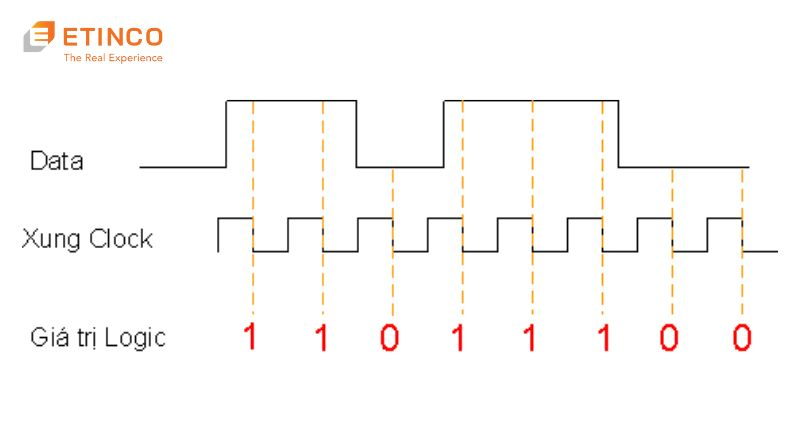 ETINCO
The Real Experience
Data
Xung Clock
Giá trị Logic 1 1 0 1 1 1 0 0